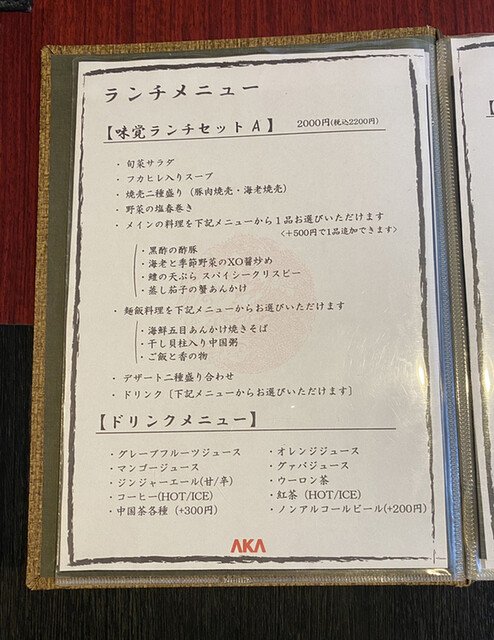 ランチメニュー
【味覚ランチセットA】 2000円(税込2200円)
・旬菜サラダ
・フカヒレ入りスープ
・焼売二種盛り(豚肉焼売・海老焼売)
・野菜の塩春巻き
・メインの料理を下記メニューから1品お選びいただけます
<+500円で1品追加できます>
・黒酢の酢豚
・海老と季節野菜のXO醤炒め
・鱧の天ぷら スパイシークリスピー
・蒸し茄子の蟹あんかけ
・麺飯料理を下記メニューからお選びいただけます
・海鮮五目あんかけ焼きそば
・干し貝柱入り中国粥
・ご飯と香の物
・デザート二種盛り合わせ
・ドリンク[下記メニューからお選びいただけます]
【ドリンクメニュー】
・グレープフルーツジュース ・オレンジジュース
・マンゴージュース ・グァバジュース
・ジンジャーエール(甘/辛) ・ウーロン茶
・コーヒー(HOT/ICE) ・紅茶(HOT/ICE)
・中国茶各種(+300円) ・ノンアルコールビール(+200円)
AKA